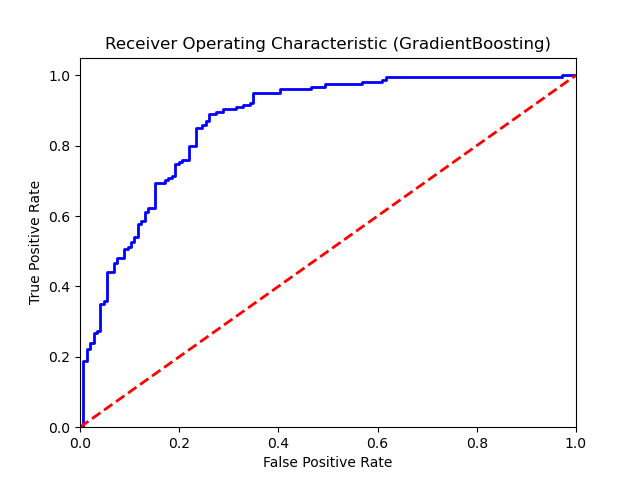 Receiver Operating Characteristic (GradientBoosting)
1.0
0.8
0.6
0.4
0.2
0.0
True Positive Rate
0.0 0.2 0.4 0.6 0.8 1.0
False Positive Rate